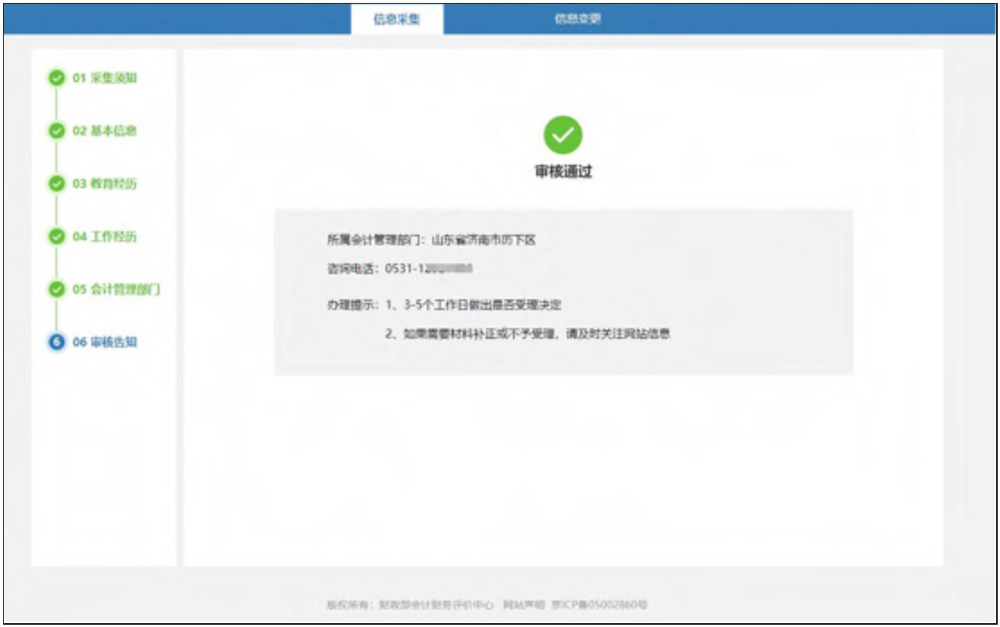 信息采集 信息变更
01 采集须知
02 基本信息
03 教育经历
04 工作经历
05 会计管理部门
6 06 审核告知
审核通过
所属会计管理部门：山东省济南市历下区
咨询电话：0531-12
办理提示：1、3-5个工作日做出是否受理决定
2、如果需要材料补正或不予受理，请及时关注网站信息
版权所有：财政部会计财务评价中心 网站声明 京ICP备05002860号